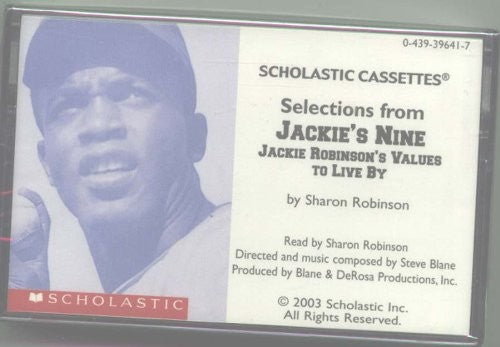 0-439-39641-7
SCHOLASTIC CASSETTES®
Selections from
JACKIE'S NINE
JACKIE ROBINSON'S VALUES
TO LIVE BY
by Sharon Robinson
Read by Sharon Robinson
Directed and music composed by Steve Blane
Produced by Blane & DeRosa Productions, Inc.
© 2003 Scholastic Inc.
All Rights Reserved.
SCHOLASTIC